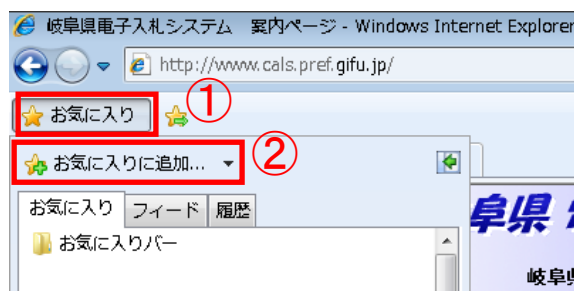 岐阜県電子入札システム 案内ページ - Windows Internet Explorer
http://www.cals.pref.gifu.jp/
お気に入り ①
お気に入りに追加... ②
お気に入り フィード 履歴
阜県
お気に入りバー
岐阜